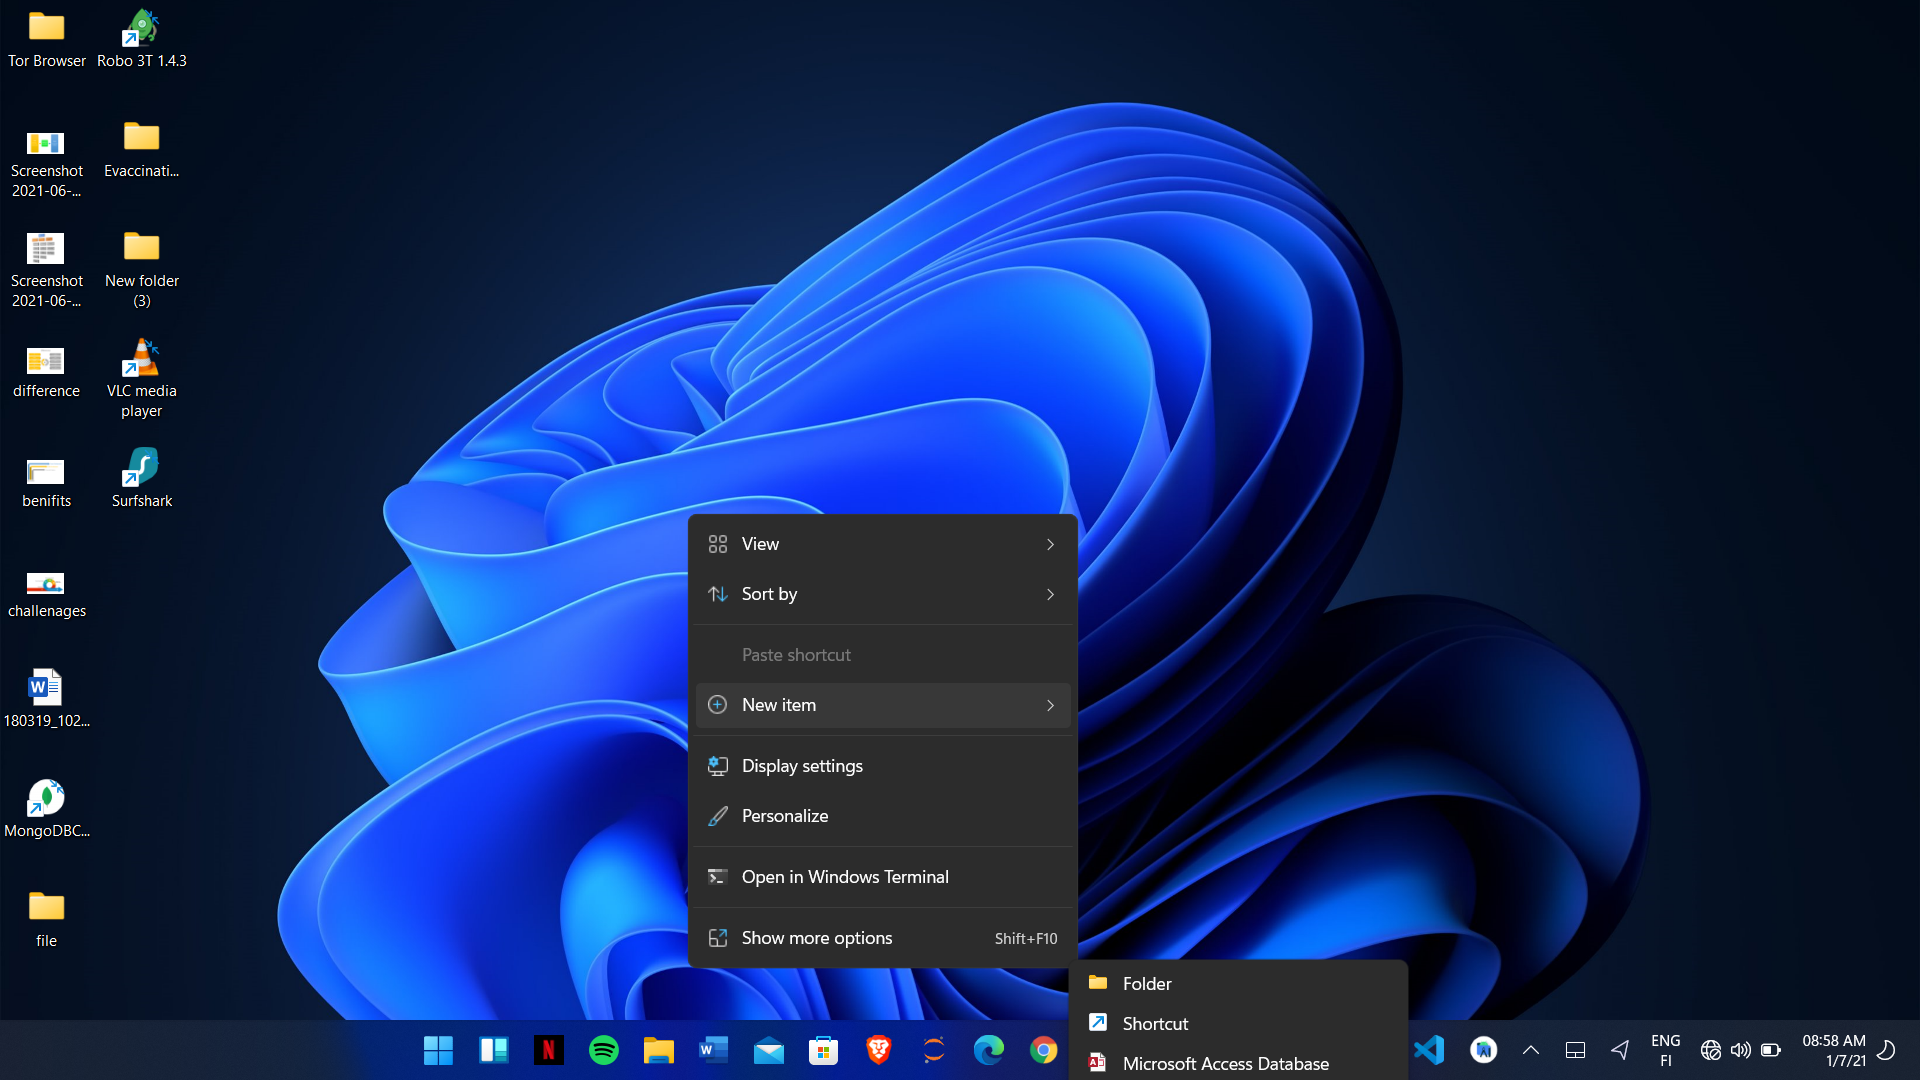 Tor Browser
Robo 3T 1.4.3
Screenshot
2021-06-...
Evaccinati...
Screenshot
2021-06-...
New folder
(3)
difference
VLC media
player
benifits
Surfshark
challenages
180319_102...
MongoDBC...
file
View
Sort by
Paste shortcut
New item
Display settings
Personalize
Open in Windows Terminal
Show more options Shift+F10
Folder
Shortcut
Microsoft Access Database
ENG
FI
08:58 AM
1/7/21